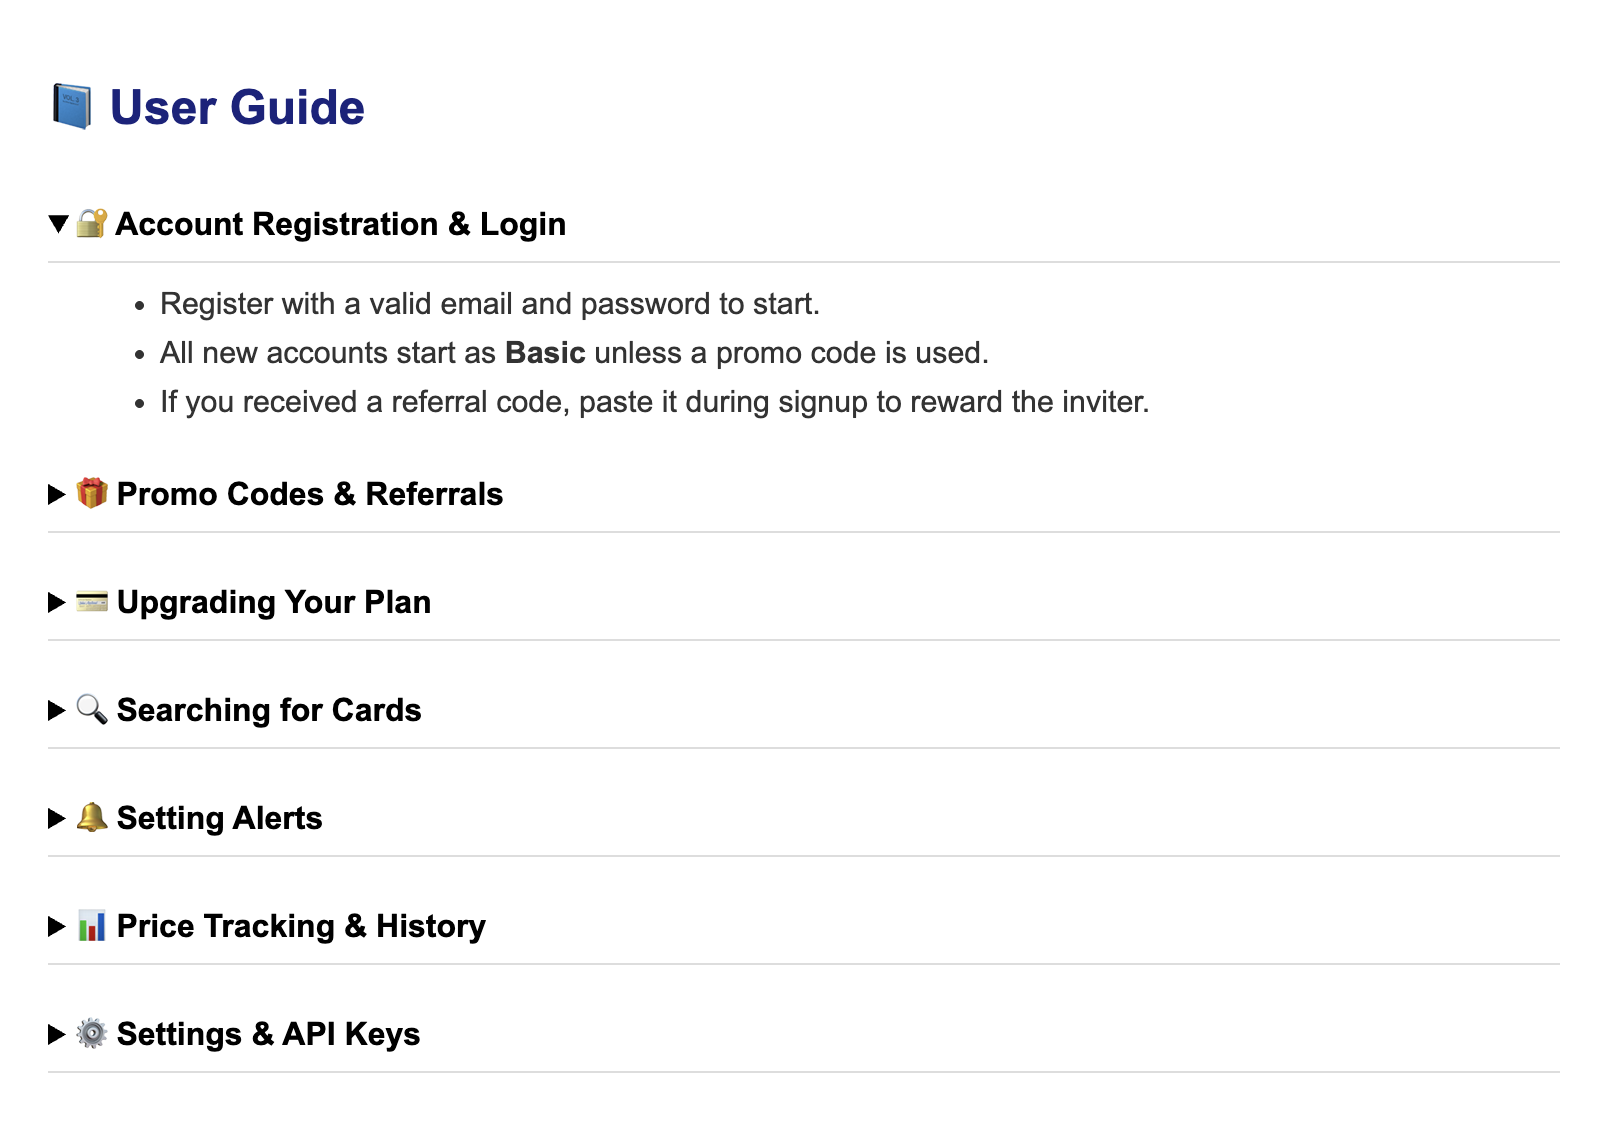 User Guide
Account Registration & Login
Register with a valid email and password to start.
All new accounts start as Basic unless a promo code is used.
If you received a referral code, paste it during signup to reward the inviter.
Promo Codes & Referrals
Upgrading Your Plan
Searching for Cards
Setting Alerts
Price Tracking & History
Settings & API Keys